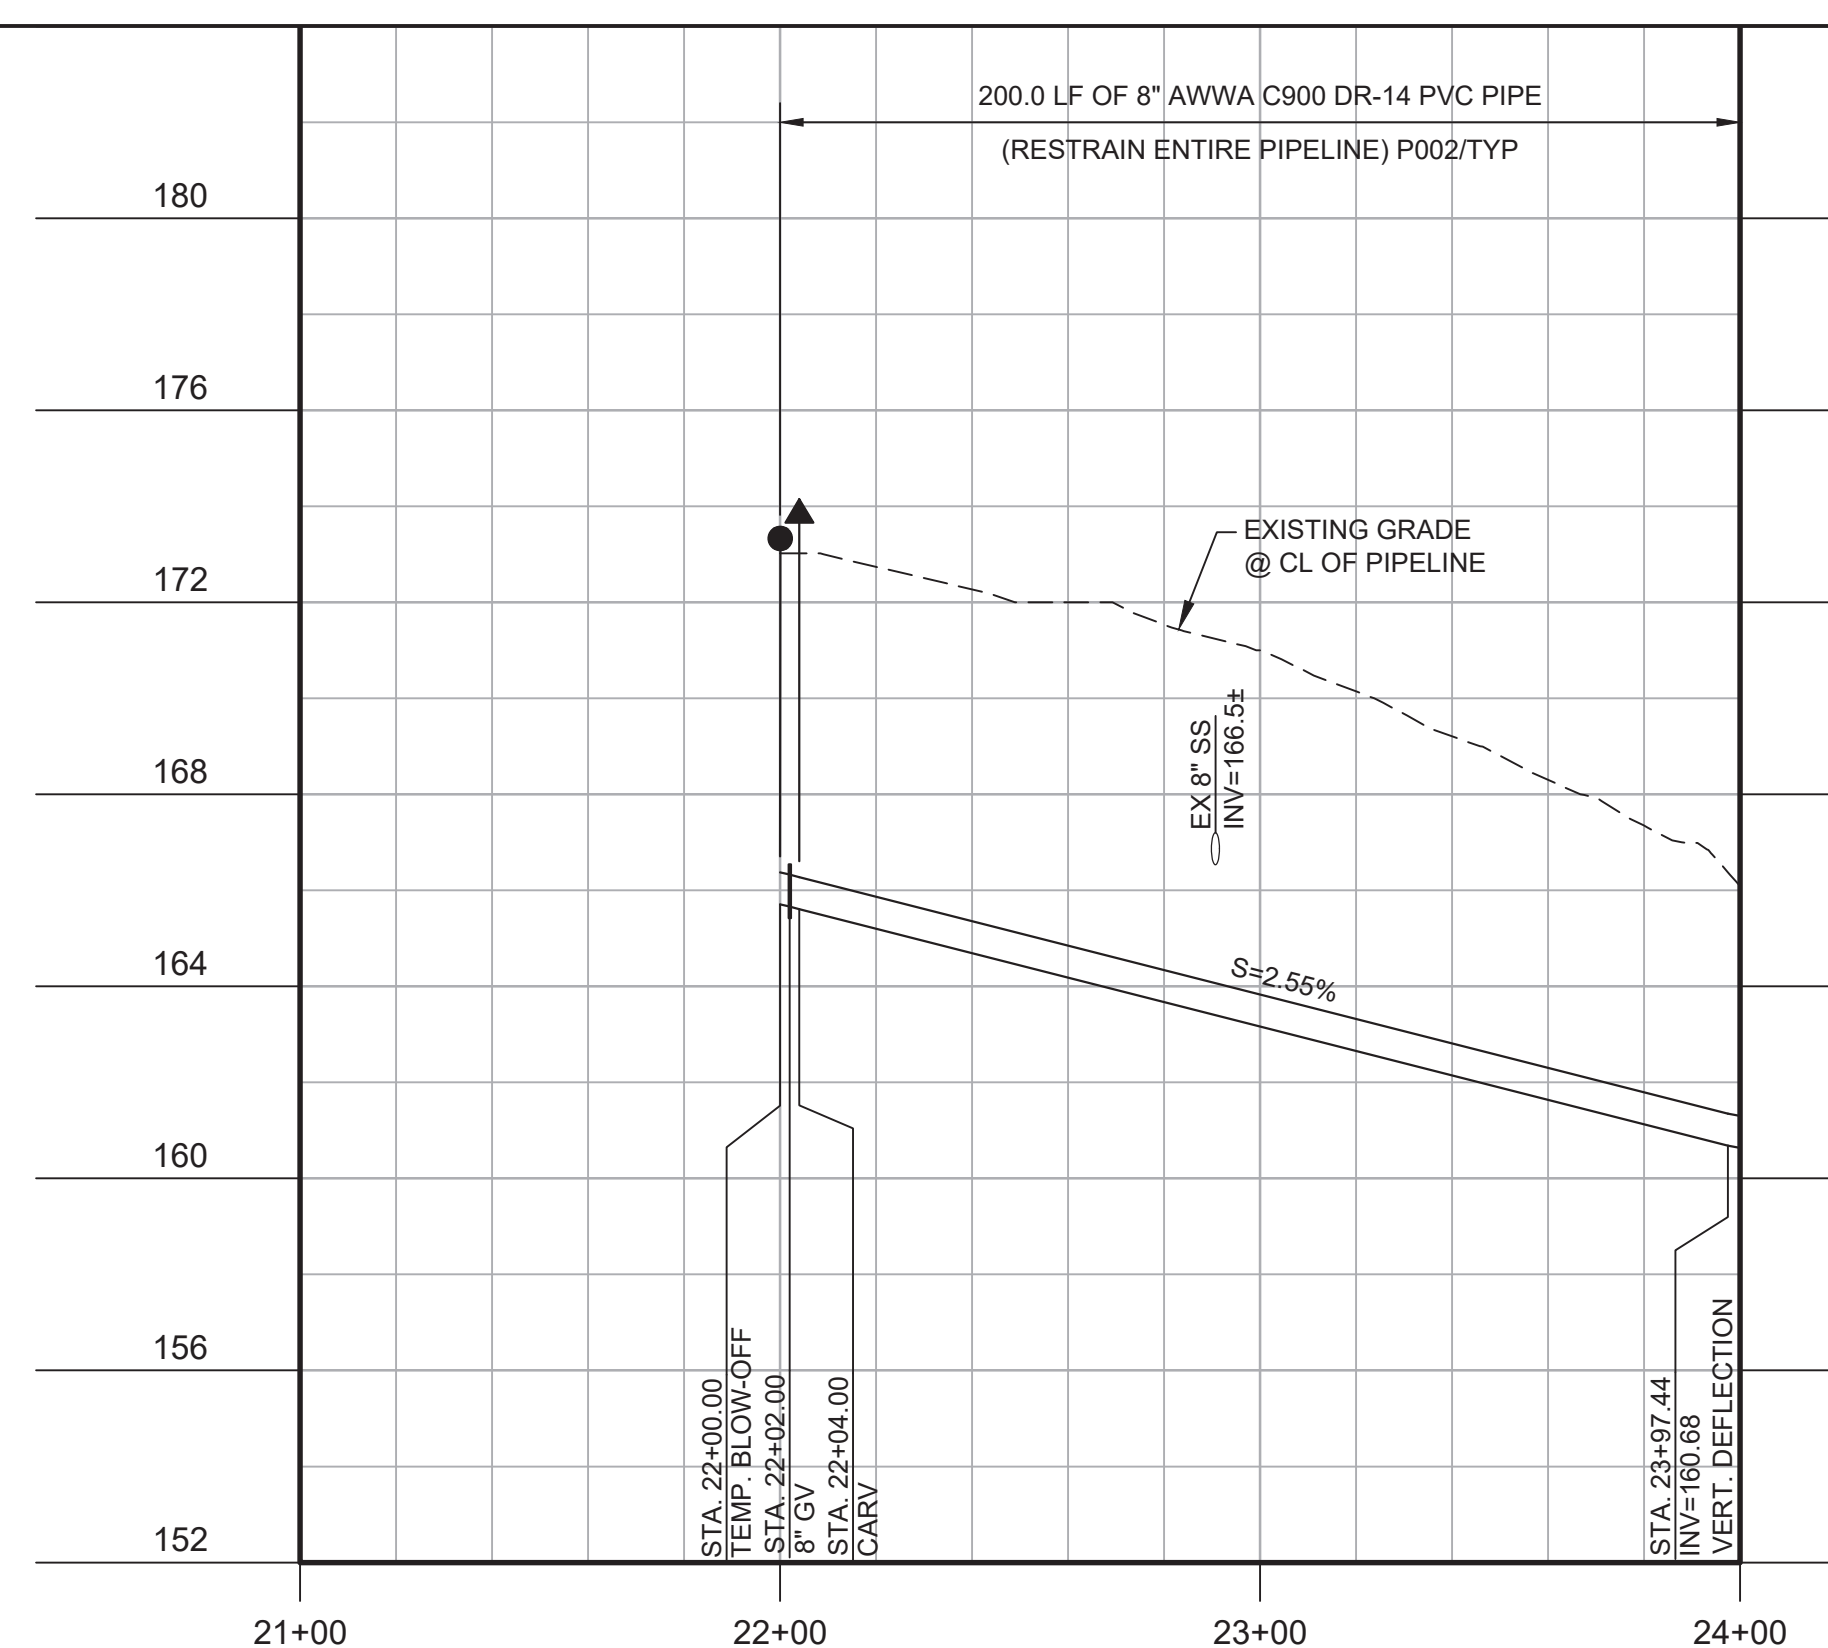 200.0 LF OF 8" AWWA C900 DR-14 PVC PIPE
(RESTRAIN ENTIRE PIPELINE) P002/TYP
180
176
172
168
164
160
156
152
EXISTING GRADE
@ CL OF PIPELINE
EX 8" SS
INV=166.5±
S=2.55%
STA. 22+00.00
TEMP. BLOW-OFF
STA. 22+02.00
8" GV
STA. 22+04.00
CARV
STA. 23+97.44
INV=160.68
VERT. DEFLECTION
21+00
22+00
23+00
24+00